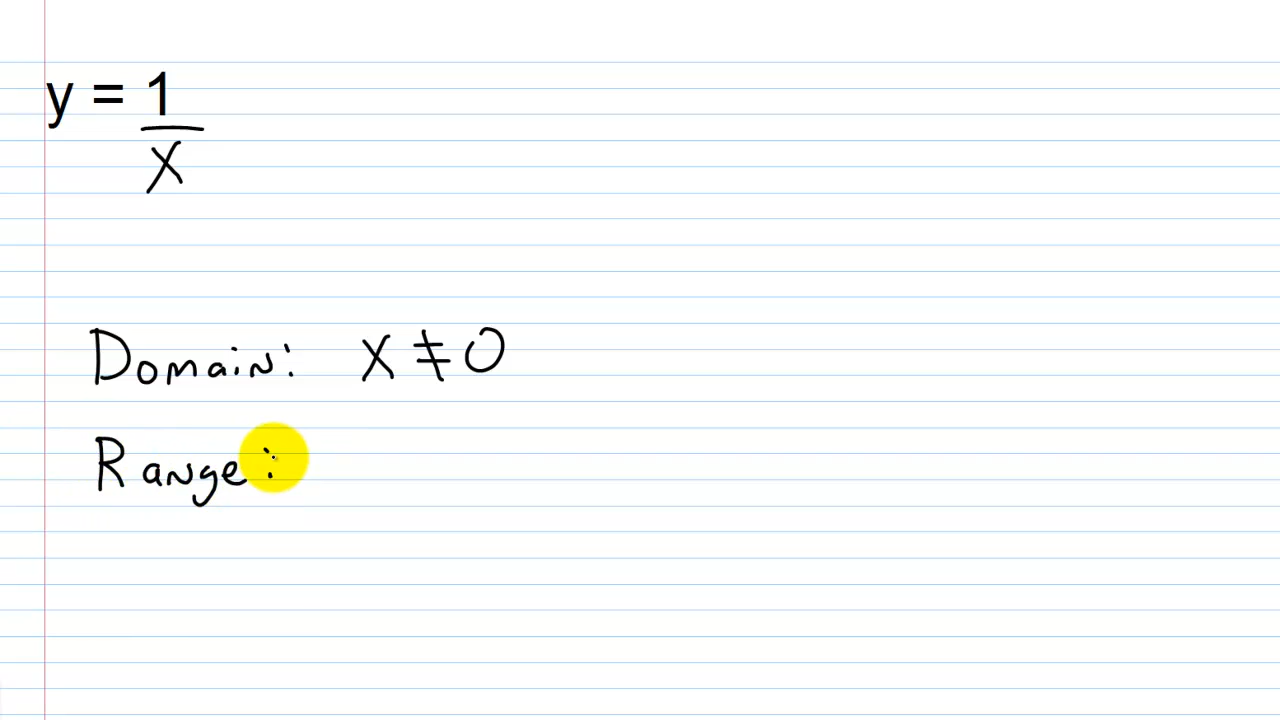 y = 1
x
Domain: x ≠ 0
Range: